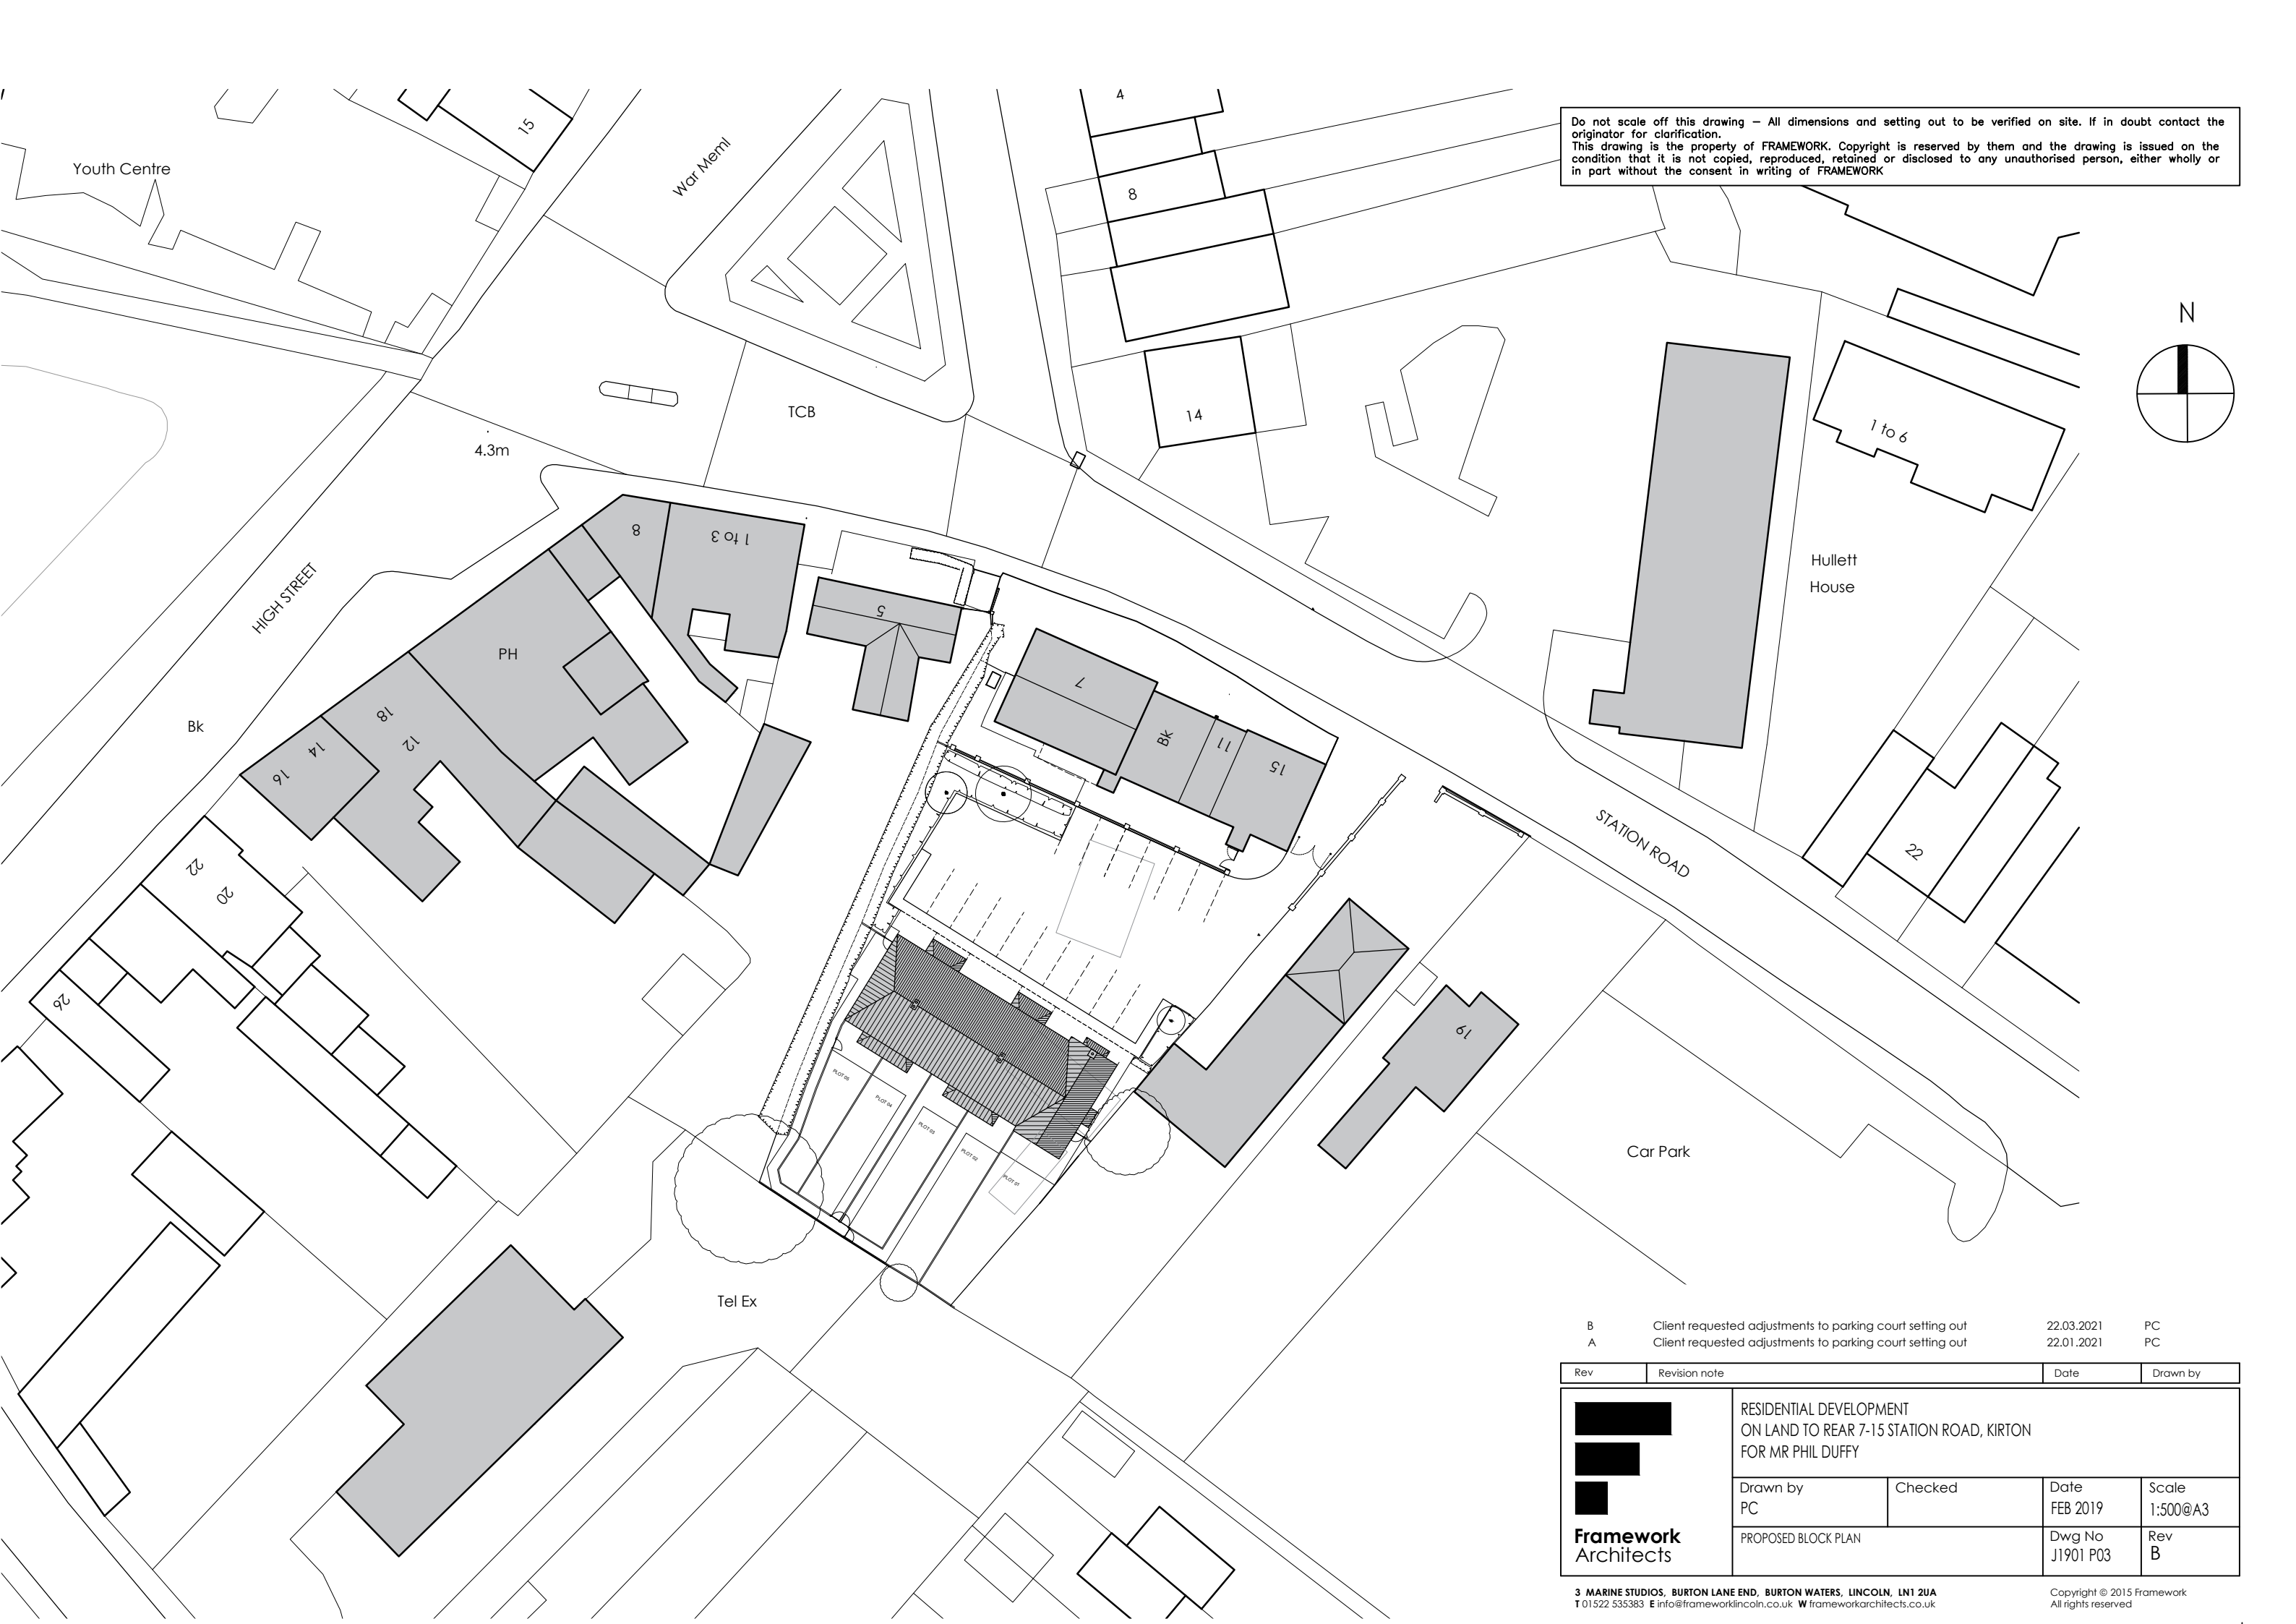 Do not scale off this drawing – All dimensions and setting out to be verified on site. If in doubt contact the
originator for clarification.
This drawing is the property of FRAMEWORK. Copyright is reserved by them and the drawing is issued on the
condition that it is not copied, reproduced, retained or disclosed to any unauthorised person, either wholly or
in part without the consent in writing of FRAMEWORK
4
15
Youth Centre
War Meml
8
N
TCB
14
1 to 6
4.3m
8
1 to 3
Hullett
House
HIGH STREET
5
PH
7
Bk
18
12
14
16
BK
11
15
STATION ROAD
22
22
20
26
19
PLOT 05
PLOT 04
PLOT 03
PLOT 02
PLOT 01
Car Park
Tel Ex
B Client requested adjustments to parking court setting out 22.03.2021 PC
A Client requested adjustments to parking court setting out 22.01.2021 PC
Rev Revision note Date Drawn by
RESIDENTIAL DEVELOPMENT
ON LAND TO REAR 7-15 STATION ROAD, KIRTON
FOR MR PHIL DUFFY
Drawn by Checked Date Scale
PC FEB 2019 1:500@A3
PROPOSED BLOCK PLAN Dwg No Rev
J1901 P03 B
Framework
Architects
3 MARINE STUDIOS, BURTON LANE END, BURTON WATERS, LINCOLN, LN1 2UA
T 01522 535383 E info@frameworklincoln.co.uk W frameworkarchitects.co.uk
Copyright © 2015 Framework
All rights reserved